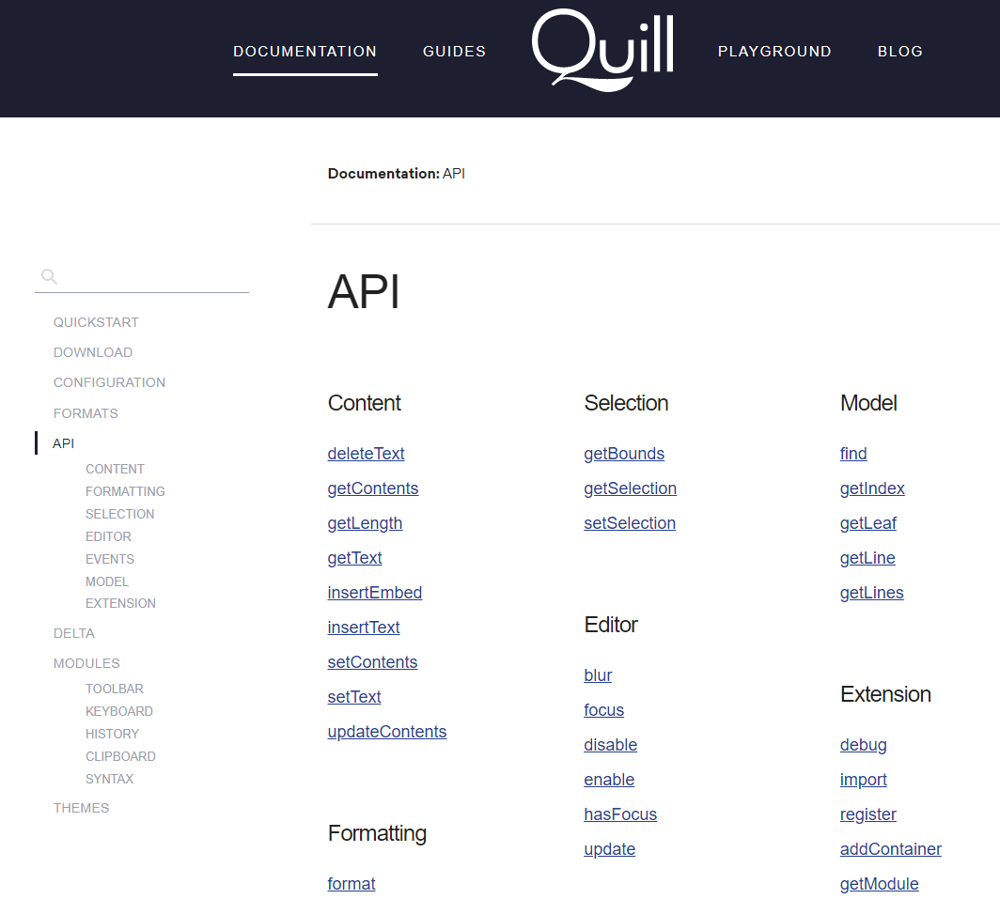 DOCUMENTATION GUIDES Quill PLAYGROUND BLOG
Documentation: API
QUICKSTART
DOWNLOAD
CONFIGURATION
FORMATS
API
CONTENT
FORMATTING
SELECTION
EDITOR
EVENTS
MODEL
EXTENSION
DELTA
MODULES
TOOLBAR
KEYBOARD
HISTORY
CLIPBOARD
SYNTAX
THEMES
API
Content
deleteText
getContents
getLength
getText
insertEmbed
insertText
setContents
setText
updateContents
Formatting
format
Selection
getBounds
getSelection
setSelection
Editor
blur
focus
disable
enable
hasFocus
update
Model
find
getIndex
getLeaf
getLine
getLines
Extension
debug
import
register
addContainer
getModule